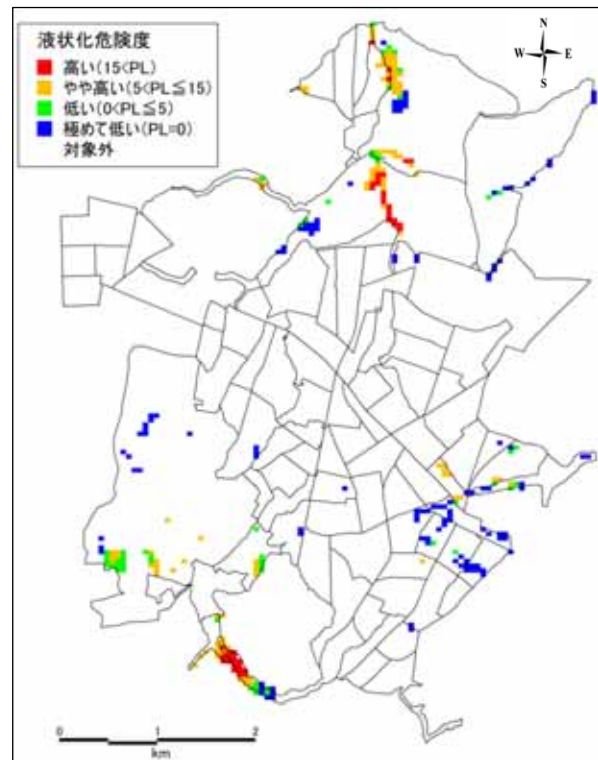 液状化危険度
高い(15<PL)
やや高い(5<PL≦15)
低い(0<PL≦5)
極めて低い(PL=0)
対象外
N
W E
S
0 1 2
km